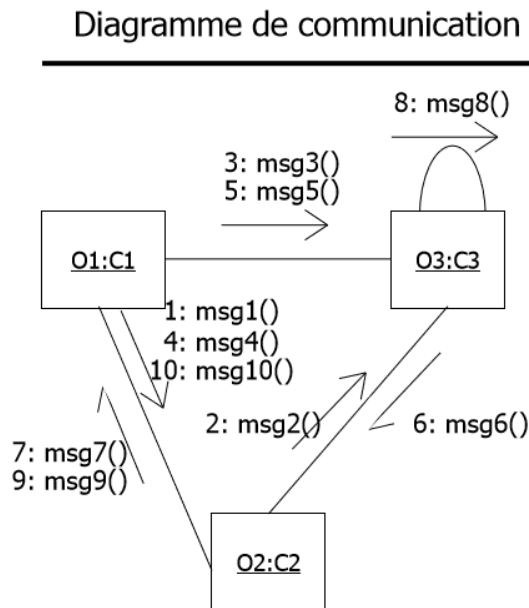 Diagramme de communication
8: msg8()
3: msg3()
5: msg5()
O1:C1
O3:C3
1: msg1()
4: msg4()
10: msg10()
2: msg2()
6: msg6()
7: msg7()
9: msg9()
O2:C2